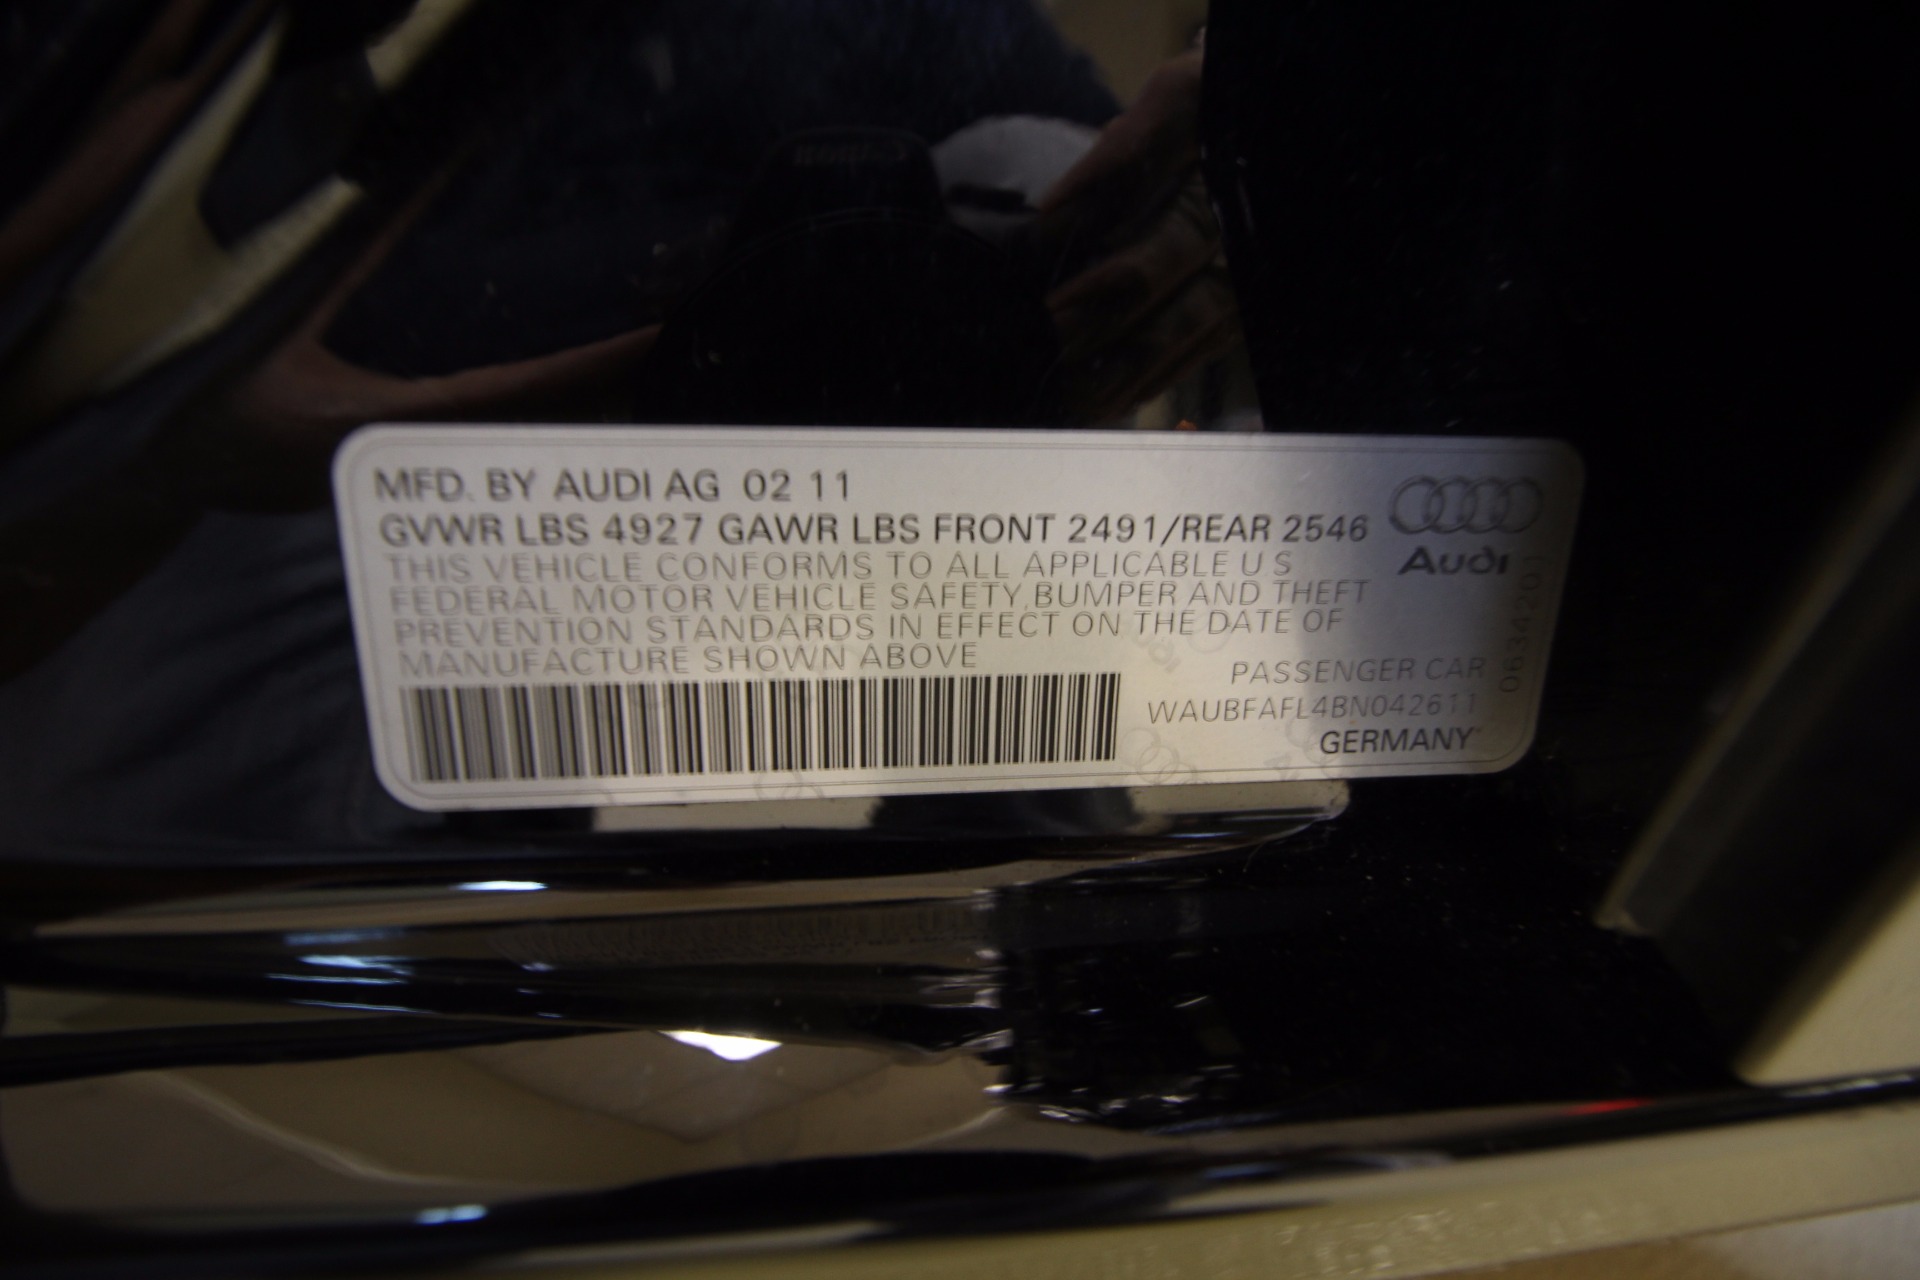 MFD. BY AUDI AG 02 11
GVWR LBS 4927 GAWR LBS FRONT 2491/REAR 2546
THIS VEHICLE CONFORMS TO ALL APPLICABLE U S
FEDERAL MOTOR VEHICLE SAFETY, BUMPER AND THEFT
PREVENTION STANDARDS IN EFFECT ON THE DATE OF
MANUFACTURE SHOWN ABOVE
Audi
PASSENGER CAR
WAUBFAFL4BN042611
GERMANY